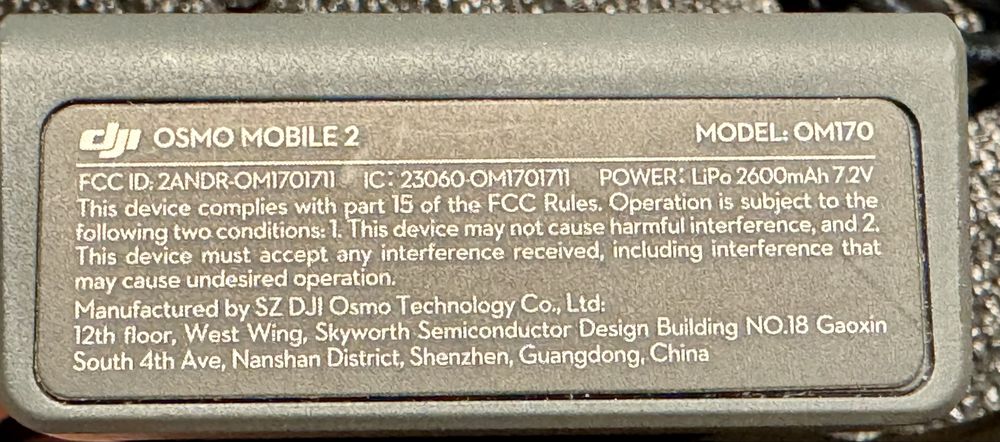 dji OSMO MOBILE 2 MODEL: OM170
FCC ID: 2ANDR-OM1701711 IC: 23060-OM1701711 POWER: LiPo 2600mAh 7.2V
This device complies with part 15 of the FCC Rules. Operation is subject to the
following two conditions: 1. This device may not cause harmful interference, and 2.
This device must accept any interference received, including interference that
may cause undesired operation.
Manufactured by SZ DJI Osmo Technology Co., Ltd:
12th floor, West Wing, Skyworth Semiconductor Design Building NO.18 Gaoxin
South 4th Ave, Nanshan District, Shenzhen, Guangdong, China